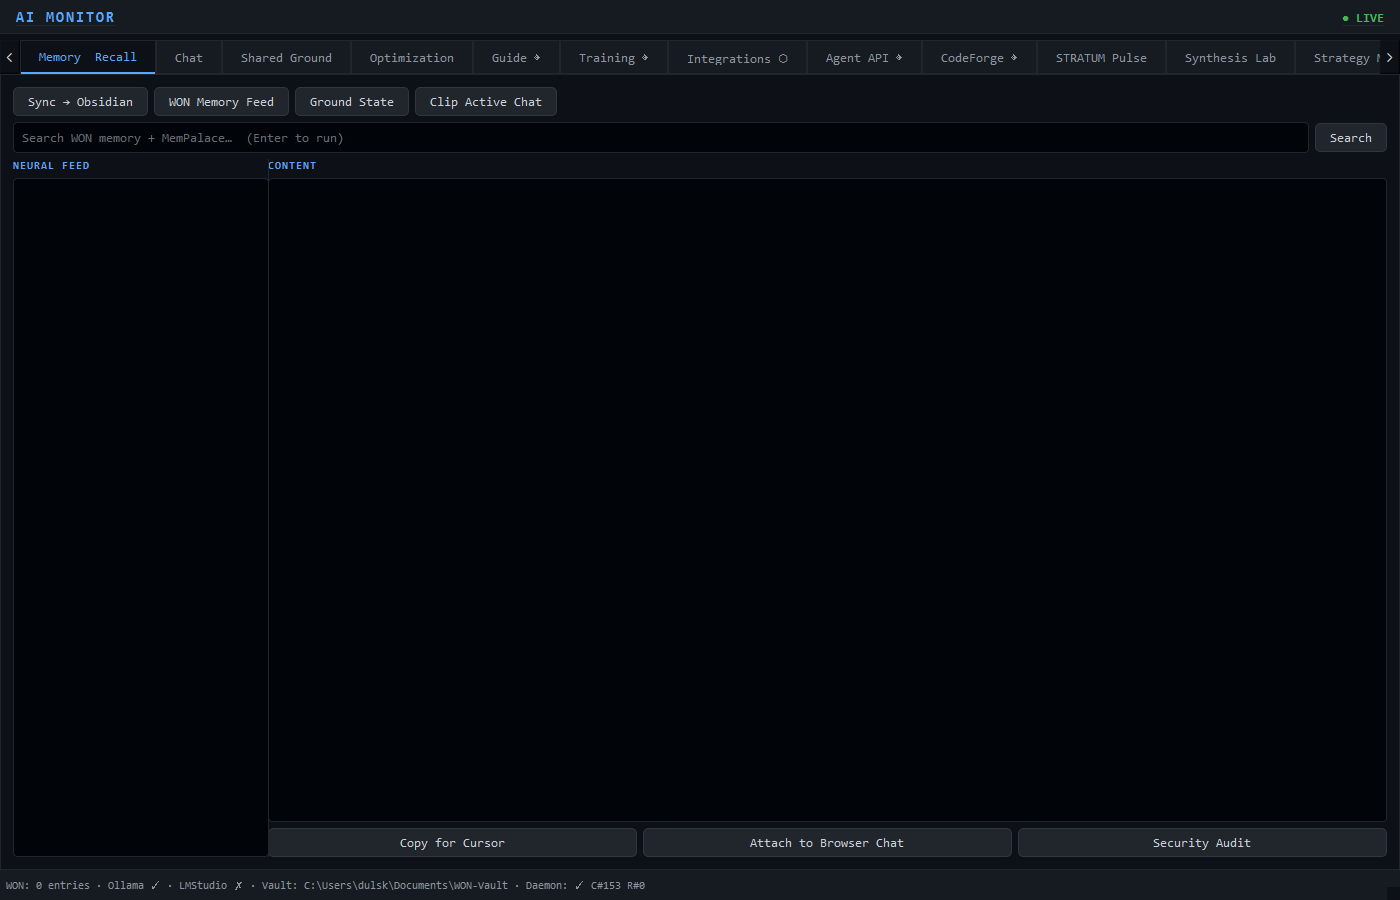 AI MONITOR
● LIVE
Memory Recall
Chat
Shared Ground
Optimization
Guide
Training
Integrations ⬡
Agent API
CodeForge
STRATUM Pulse
Synthesis Lab
Strategy
Sync → Obsidian
WON Memory Feed
Ground State
Clip Active Chat
Search WON memory + MemPalace… (Enter to run)
Search
NEURAL FEED
CONTENT
Copy for Cursor
Attach to Browser Chat
Security Audit
WON: 0 entries · Ollama ✓ · LMStudio ✗ · Vault: C:\Users\dulsk\Documents\WON-Vault · Daemon: ✓ C#153 R#0